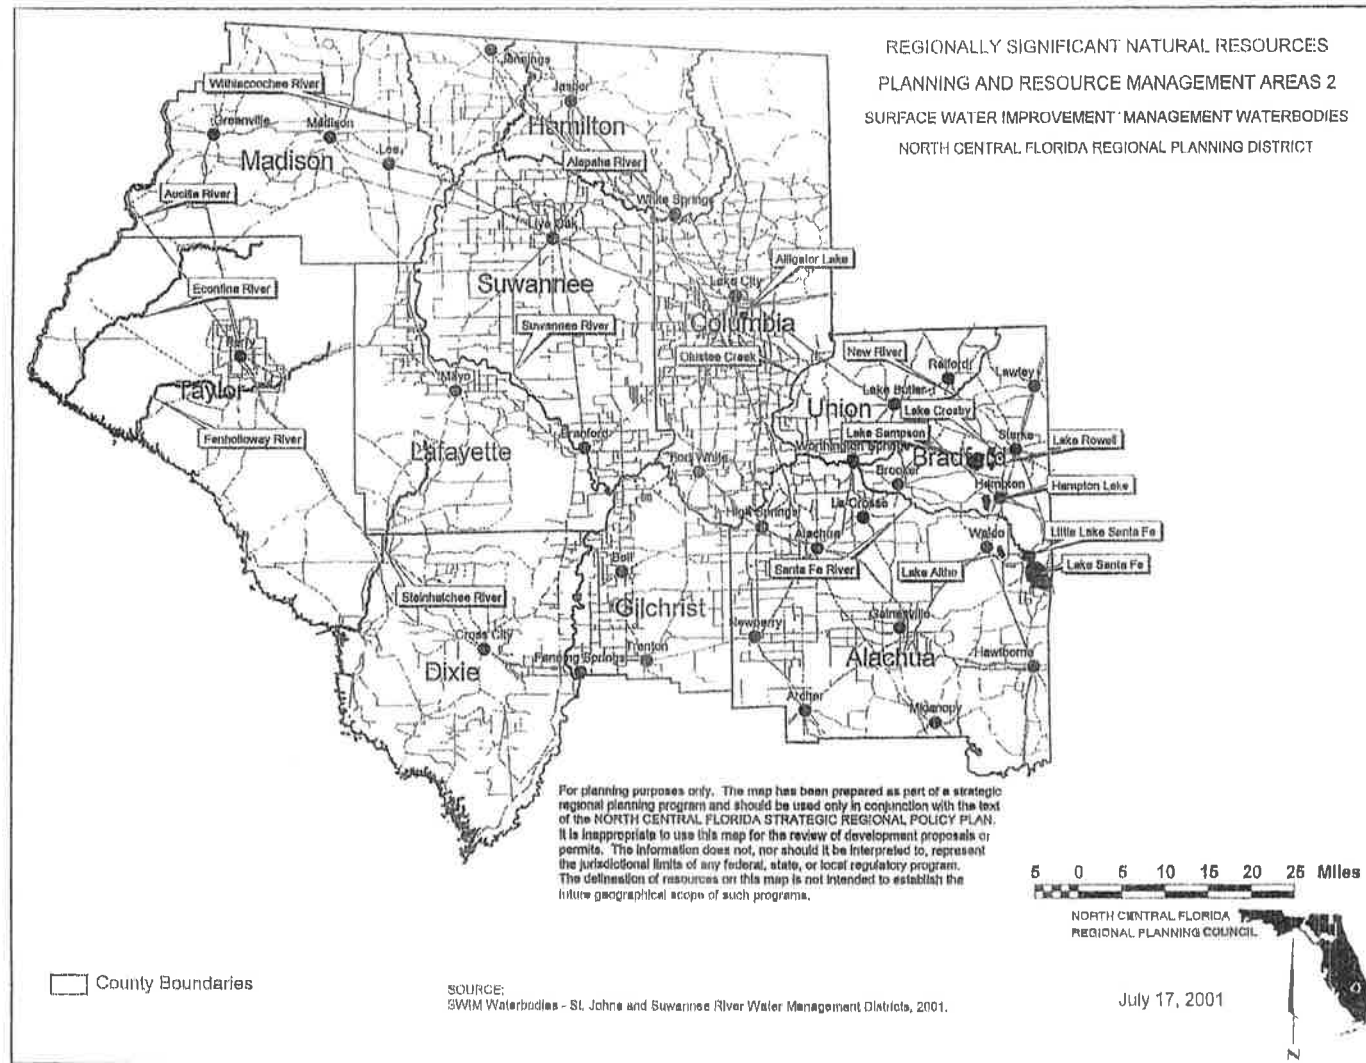 REGIONALLY SIGNIFICANT NATURAL RESOURCES
PLANNING AND RESOURCE MANAGEMENT AREAS 2
SURFACE WATER IMPROVEMENT MANAGEMENT WATERBODIES
NORTH CENTRAL FLORIDA REGIONAL PLANNING DISTRICT
Jennings
Withlacoochee River
Jasper
Greenville
Madison
Hamilton
Madison
Lee
Alapaha River
Aucilla River
White Springs
Live Oak
Alligator Lake
Econfina River
Suwannee
Lake City
Columbia
Suwannee River
Perry
Olustee Creek
New River
Raiford
Lawtey
Taylor
Mayo
Lake Butler
Union
Lake Crosby
Fenholloway River
Branford
Lake Sampson
Starke
Lake Rowell
Lafayette
Fort White
Worthington Springs
Bradford
Brooker
Hampton
Hampton Lake
High Springs
La Crosse
Alachua
Waldo
Little Lake Santa Fe
Bell
Santa Fe River
Lake Altho
Lake Santa Fe
Steinhatchee River
Gilchrist
Gainesville
Cross City
Newberry
Dixie
Fanning Springs
Trenton
Alachua
Hawthorne
Archer
Micanopy
For planning purposes only. The map has been prepared as part of a strategic
regional planning program and should be used only in conjunction with the text
of the NORTH CENTRAL FLORIDA STRATEGIC REGIONAL POLICY PLAN.
It is inappropriate to use this map for the review of development proposals or
permits. The information does not, nor should it be interpreted to, represent
the jurisdictional limits of any federal, state, or local regulatory program.
The delineation of resources on this map is not intended to establish the
future geographical scope of such programs.
5 0 5 10 15 20 25 Miles
NORTH CENTRAL FLORIDA
REGIONAL PLANNING COUNCIL
County Boundaries
SOURCE:
SWIM Waterbodies - St. Johns and Suwannee River Water Management Districts, 2001.
July 17, 2001
N